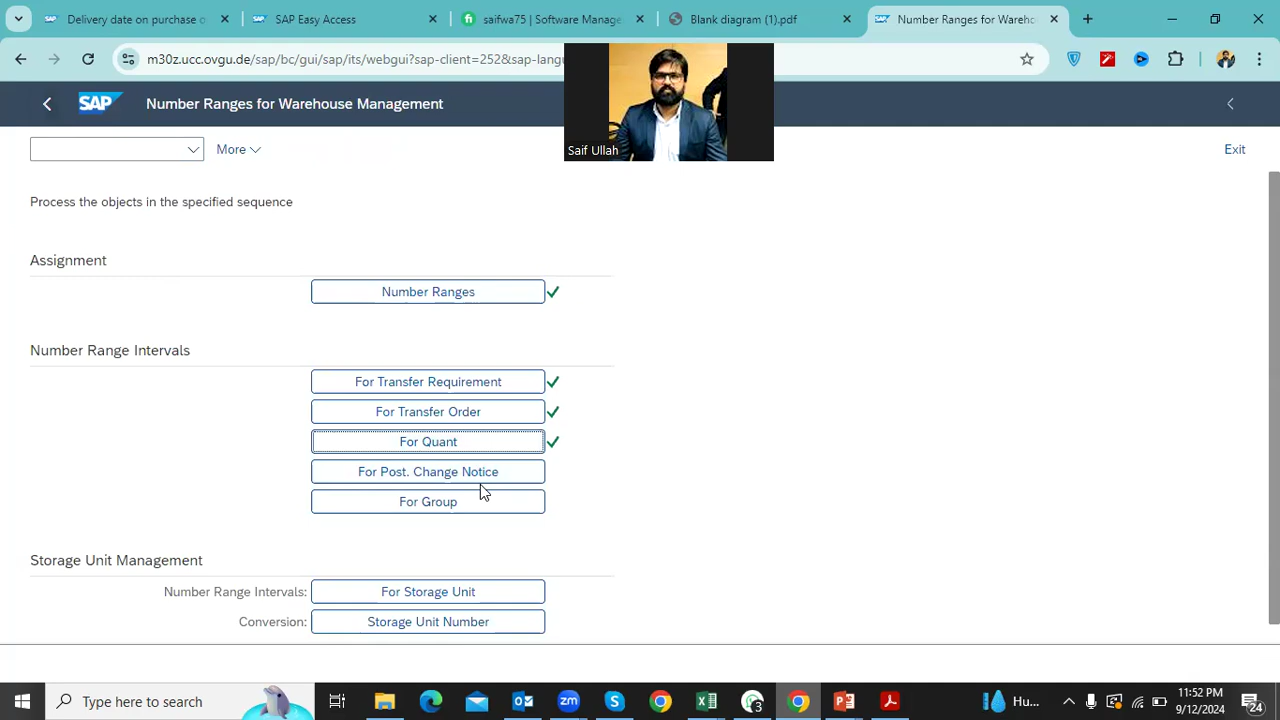 Delivery date on purchase o
SAP Easy Access
saifwa75 | Software Manage
Blank diagram (1).pdf
Number Ranges for Wareho
m30z.ucc.ovgu.de/sap/bc/gui/sap/its/webgui?sap-client=252&sap-langu
SAP
Number Ranges for Warehouse Management
More
Exit
Saif Ullah
Process the objects in the specified sequence
Assignment
Number Ranges
Number Range Intervals
For Transfer Requirement
For Transfer Order
For Quant
For Post. Change Notice
For Group
Storage Unit Management
Number Range Intervals:
For Storage Unit
Conversion:
Storage Unit Number
Type here to search
3
Hu...
11:52 PM
9/12/2024
24